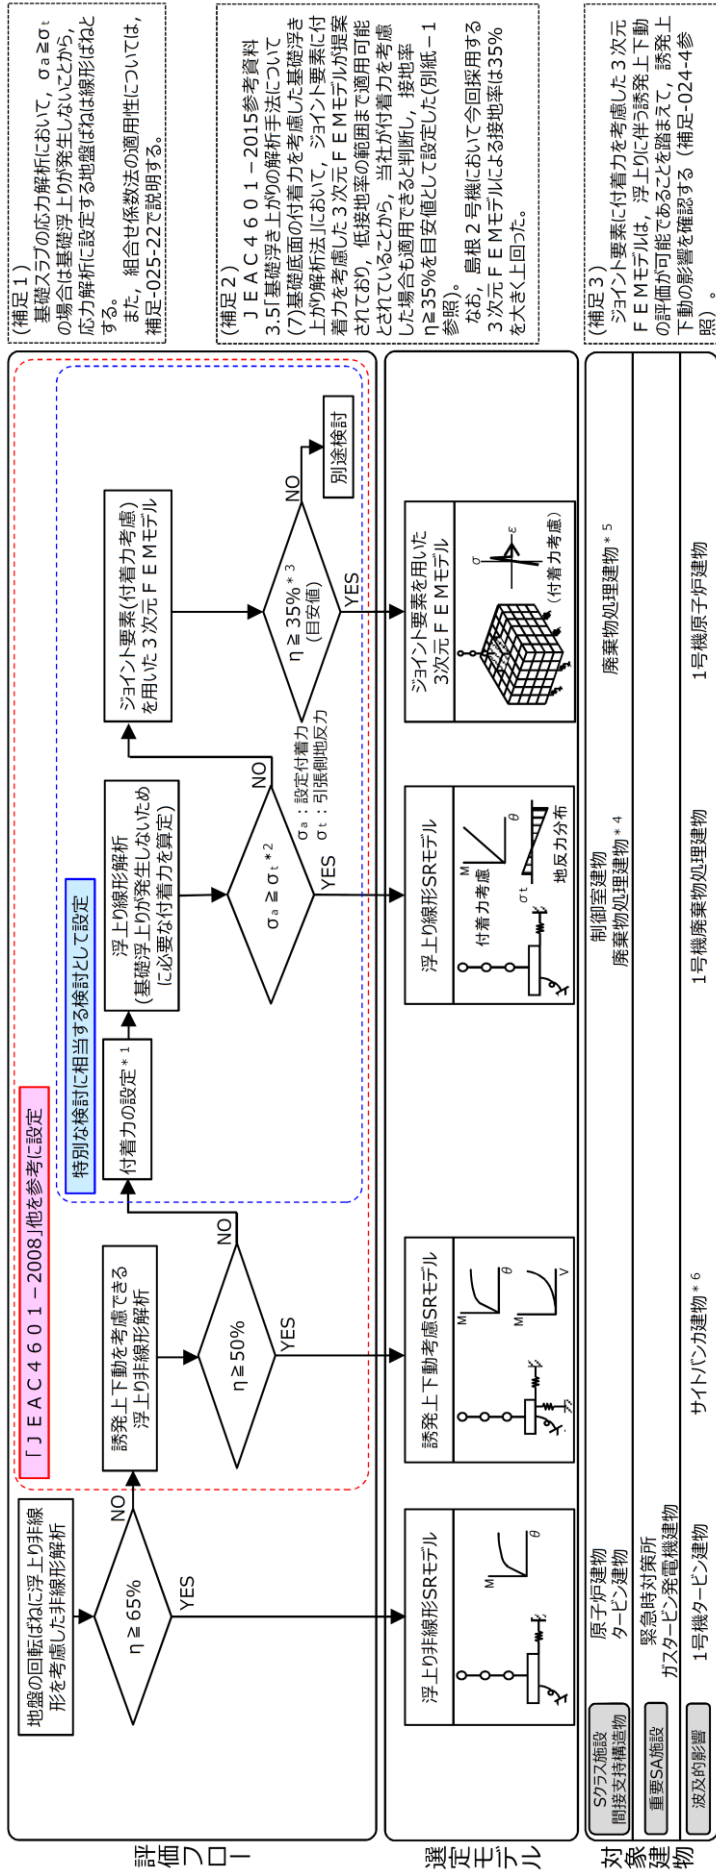 評価フロー
地盤の回転ばねに浮上り非線
形を考慮した非線形解析
η≧65%
NO
YES
「JEAC4601-2008」他を参考に設定
誘発上下動を考慮できる
浮上り非線形解析
η≧50%
NO
YES
特別な検討に相当する検討として設定
付着力の設定*1
浮上り線形解析
(基礎浮上りが発生しないため
に必要な付着力を算定)
σa≧σt*2
NO
YES
σa:設定付着力
σt:引張側地反力
ジョイント要素(付着力考慮)
を用いた3次元FEMモデル
η≧35%*3
(目安値)
NO
YES
別途検討
選定モデル
浮上り非線形SRモデル
M
θ
誘発上下動考慮SRモデル
M
θ
M
V
浮上り線形SRモデル
付着力考慮
M
θ
σt
地反力分布
ジョイント要素を用いた
3次元FEMモデル
σ
ε
(付着力考慮)
対象建物
Sクラス施設
間接支持構造物
原子炉建物
タービン建物
制御室建物
廃棄物処理建物*4
廃棄物処理建物*5
重要SA施設
緊急時対策所
ガスタービン発電機建物
波及的影響
1号機タービン建物
サイトバンカ建物*6
1号機廃棄物処理建物
1号機原子炉建物
(補足1)
基礎スラブの応力解析において、σa≧σt
の場合は基礎浮上りが発生しないことから,
応力解析に設定する地盤ばねは線形ばねと
する。
また,組合せ係数法の適用性については,
補足-025-22で説明する。
(補足2)
JEAC4601-2015参考資料
3.5「基礎浮き上がりの解析手法について
(7)基礎底面の付着力を考慮した基礎浮き
上がり解析法」において,ジョイント要素に付
着力を考慮した3次元FEMモデルが提案
されており,低接地率の範囲まで適用可能
とされていることから,当社が付着力を考慮
した場合も適用できると判断し,接地率
η≧35%を目安値として設定した(別紙-1
参照)。
なお,島根2号機において今回採用する
3次元FEMモデルによる接地率は35%
を大きく上回った。
(補足3)
ジョイント要素に付着力を考慮した3次元
FEMモデルは,浮上りに伴う誘発上下動
の評価が可能であることを踏まえて,誘発上
下動の影響を確認する(補足-024-4参
照)。